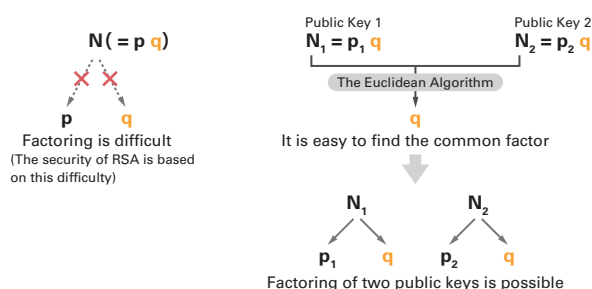 N ( = p q )
p q
Factoring is difficult
(The security of RSA is based
on this difficulty)
Public Key 1 Public Key 2
N₁ = p₁ q N₂ = p₂ q
The Euclidean Algorithm
q
It is easy to find the common factor
N₁ N₂
p₁ q p₂ q
Factoring of two public keys is possible